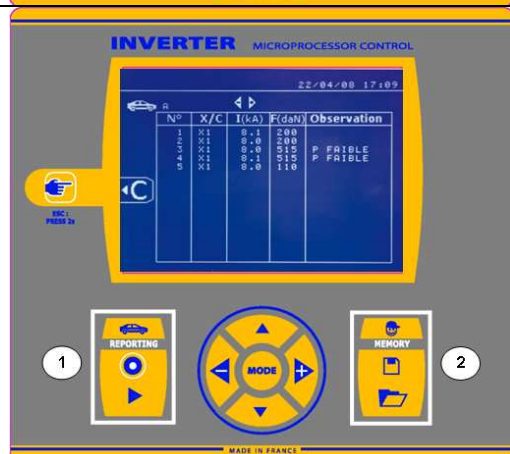 INVERTER MICROPROCESSOR CONTROL
22/04/08 17:09
A
N° X/C I(kA) F(daN) Observation
1 X1 8.1 200
2 X1 8.0 200
3 X1 8.0 515 P FAIBLE
4 X1 8.1 515 P FAIBLE
5 X1 8.0 110
C
ESC :
PRESS 2s
REPORTING
MODE
MEMORY
1
2
MADE IN FRANCE